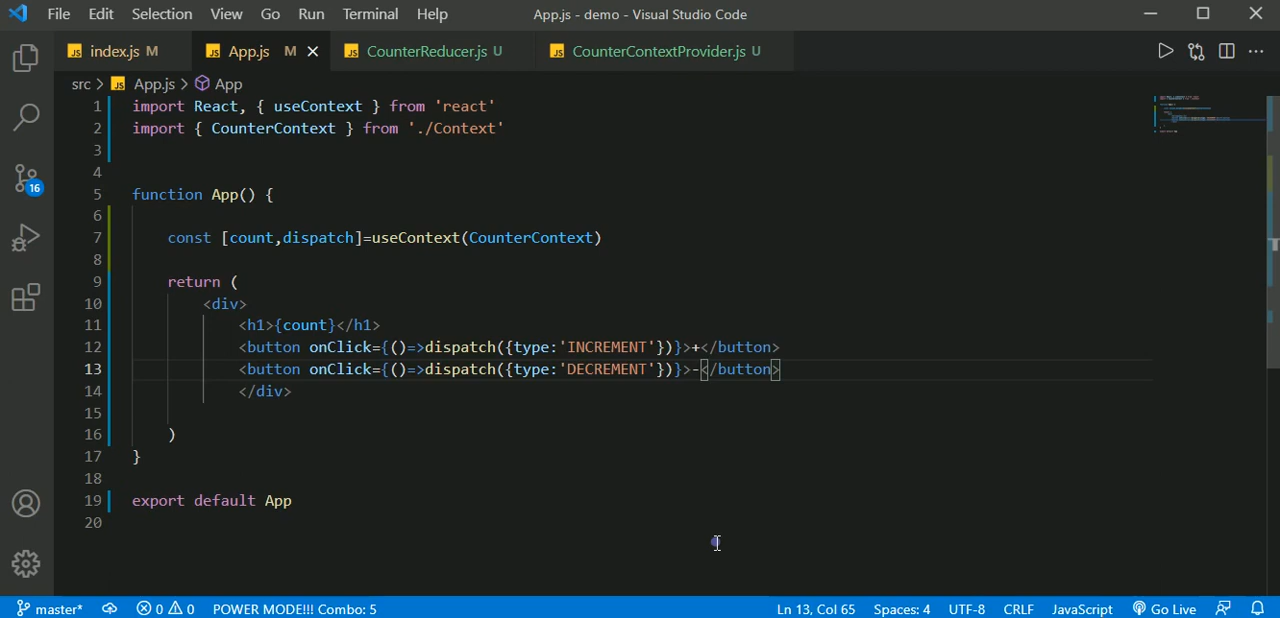 File Edit Selection View Go Run Terminal Help App.js - demo - Visual Studio Code
JS index.js M JS App.js M JS CounterReducer.js U JS CounterContextProvider.js U
src > JS App.js > App
1 import React, { useContext } from 'react'
2 import { CounterContext } from './Context'
3
4
5 function App() {
6
7 const [count,dispatch]=useContext(CounterContext)
8
9 return (
10 <div>
11 <h1>{count}</h1>
12 <button onClick={()=>dispatch({type:'INCREMENT'})}>+</button>
13 <button onClick={()=>dispatch({type:'DECREMENT'})}>-</button>
14 </div>
15
16 )
17 }
18
19 export default App
20
16
master* 0 0 POWER MODE!!! Combo: 5 Ln 13, Col 65 Spaces: 4 UTF-8 CRLF JavaScript Go Live